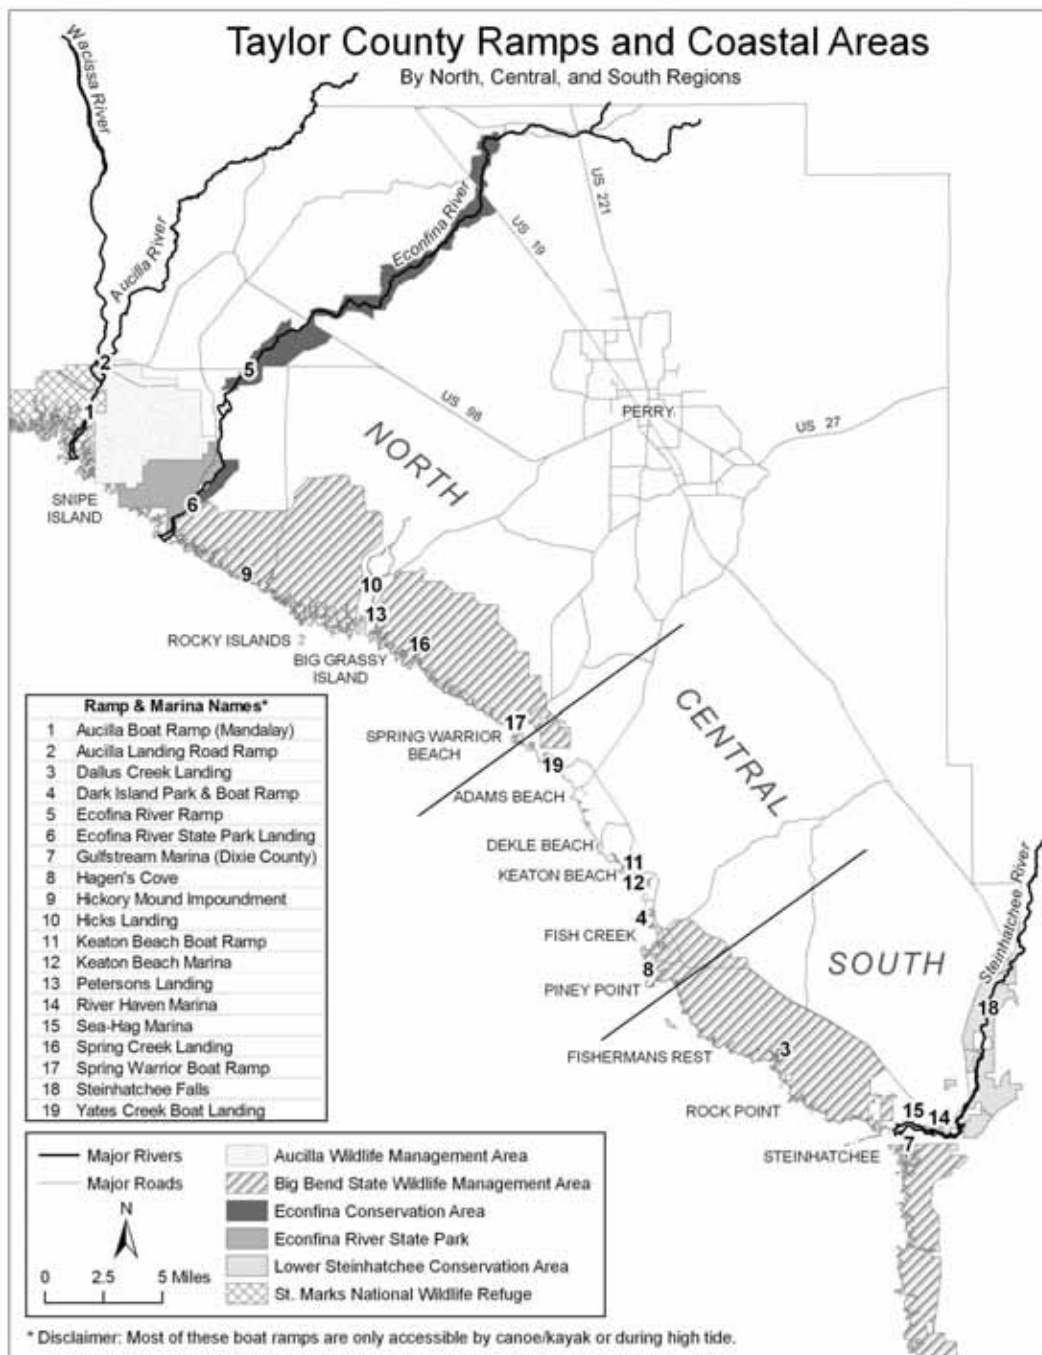 Taylor County Ramps and Coastal Areas
By North, Central, and South Regions
Wacissa River
Aucilla River
Econfina River
US 19
US 221
2
5
1
US 98
PERRY
US 27
NORTH
SNIPE
ISLAND
6
9
10
13
ROCKY ISLANDS
16
BIG GRASSY
ISLAND
CENTRAL
SPRING WARRIOR
BEACH
17
19
ADAMS BEACH
DEKLE BEACH
11
KEATON BEACH
12
4
FISH CREEK
8
PINEY POINT
SOUTH
Steinhatchee River
18
FISHERMANS REST
3
ROCK POINT
15
14
STEINHATCHEE
7
Ramp & Marina Names*
1 Aucilla Boat Ramp (Mandalay)
2 Aucilla Landing Road Ramp
3 Dallus Creek Landing
4 Dark Island Park & Boat Ramp
5 Ecofina River Ramp
6 Ecofina River State Park Landing
7 Gulfstream Marina (Dixie County)
8 Hagen's Cove
9 Hickory Mound Impoundment
10 Hicks Landing
11 Keaton Beach Boat Ramp
12 Keaton Beach Marina
13 Petersons Landing
14 River Haven Marina
15 Sea-Hag Marina
16 Spring Creek Landing
17 Spring Warrior Boat Ramp
18 Steinhatchee Falls
19 Yates Creek Boat Landing
Major Rivers
Major Roads
N
0 2.5 5 Miles
Aucilla Wildlife Management Area
Big Bend State Wildlife Management Area
Econfina Conservation Area
Econfina River State Park
Lower Steinhatchee Conservation Area
St. Marks National Wildlife Refuge
* Disclaimer: Most of these boat ramps are only accessible by canoe/kayak or during high tide.